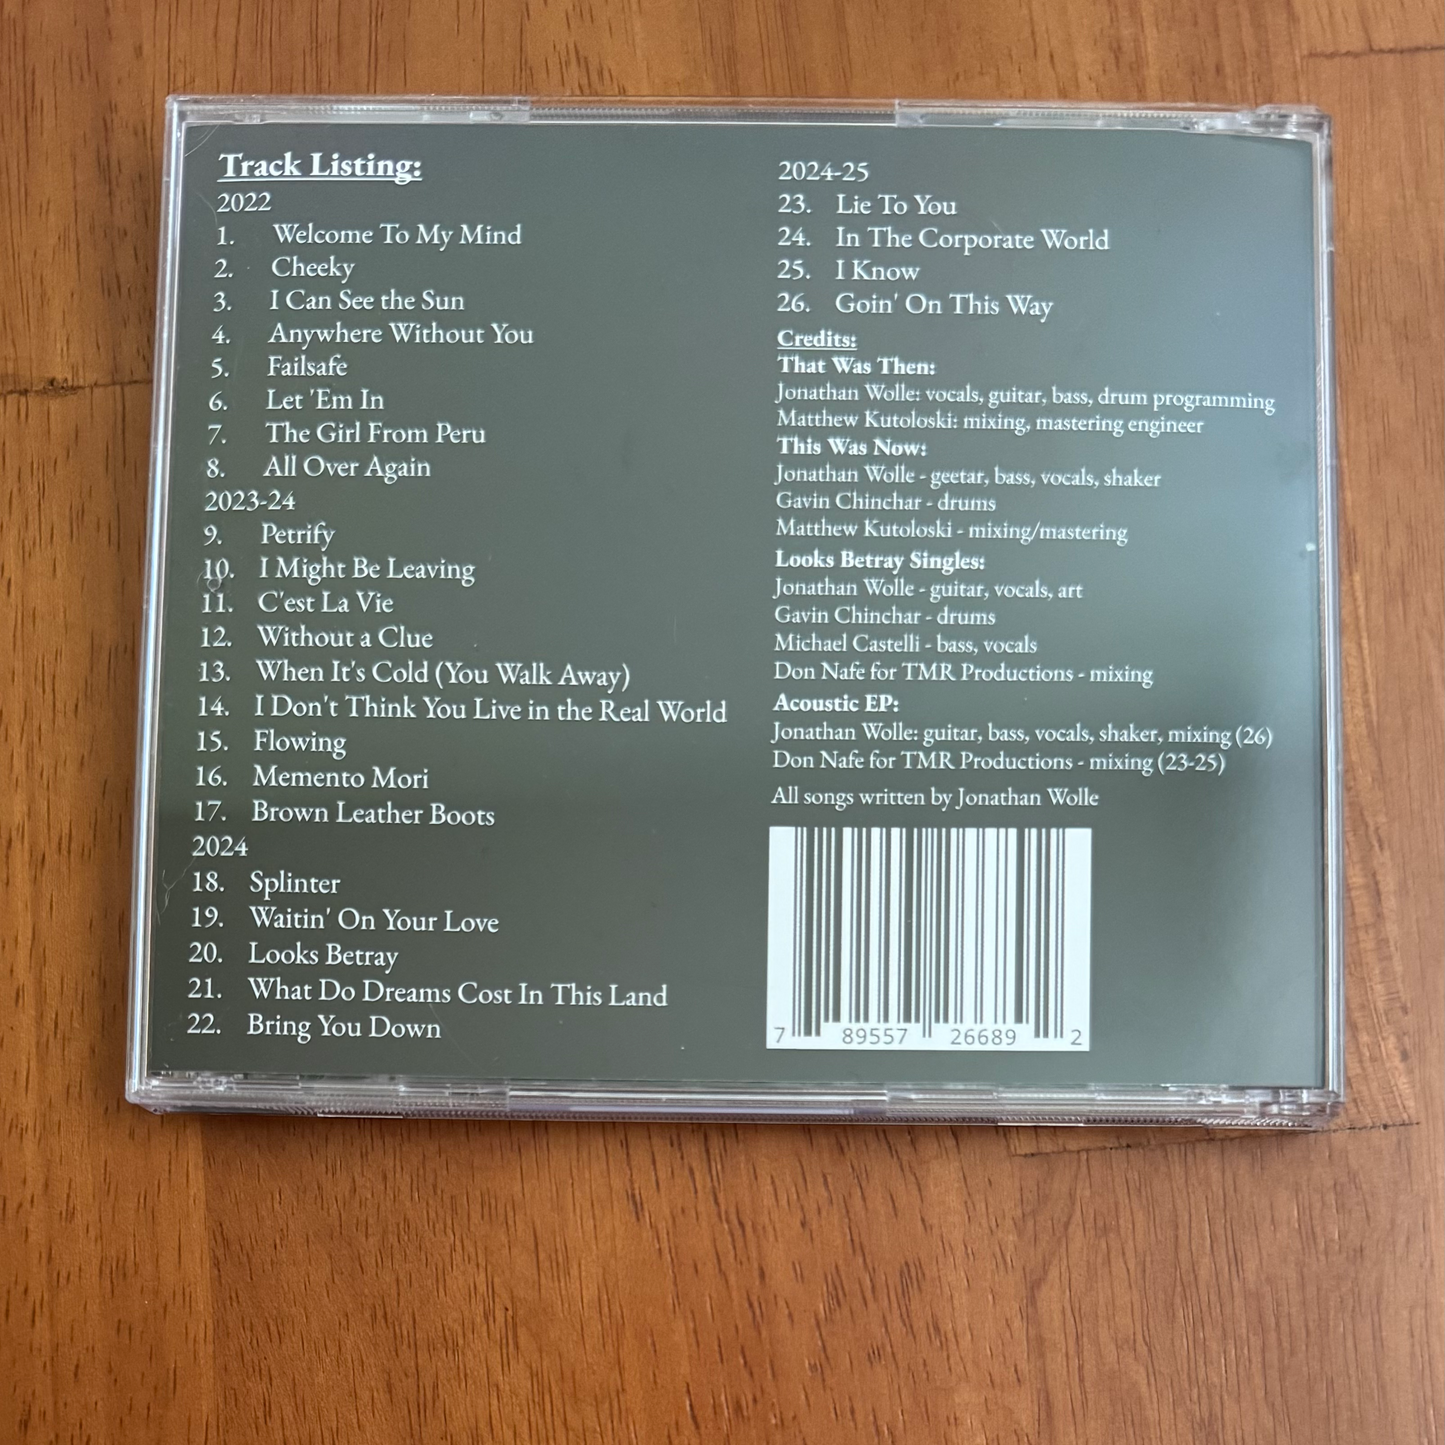 Track Listing:
2022
1. Welcome To My Mind
2. Cheeky
3. I Can See the Sun
4. Anywhere Without You
5. Failsafe
6. Let 'Em In
7. The Girl From Peru
8. All Over Again
2023-24
9. Petrify
10. I Might Be Leaving
11. C'est La Vie
12. Without a Clue
13. When It's Cold (You Walk Away)
14. I Don't Think You Live in the Real World
15. Flowing
16. Memento Mori
17. Brown Leather Boots
2024
18. Splinter
19. Waitin' On Your Love
20. Looks Betray
21. What Do Dreams Cost In This Land
22. Bring You Down
2024-25
23. Lie To You
24. In The Corporate World
25. I Know
26. Goin' On This Way
Credits:
That Was Then:
Jonathan Wolle: vocals, guitar, bass, drum programming
Matthew Kutoloski: mixing, mastering engineer
This Was Now:
Jonathan Wolle - geetar, bass, vocals, shaker
Gavin Chinchar - drums
Matthew Kutoloski - mixing/mastering
Looks Betray Singles:
Jonathan Wolle - guitar, vocals, art
Gavin Chinchar - drums
Michael Castelli - bass, vocals
Don Nafe for TMR Productions - mixing
Acoustic EP:
Jonathan Wolle: guitar, bass, vocals, shaker, mixing (26)
Don Nafe for TMR Productions - mixing (23-25)
All songs written by Jonathan Wolle
7 89557 26689 2